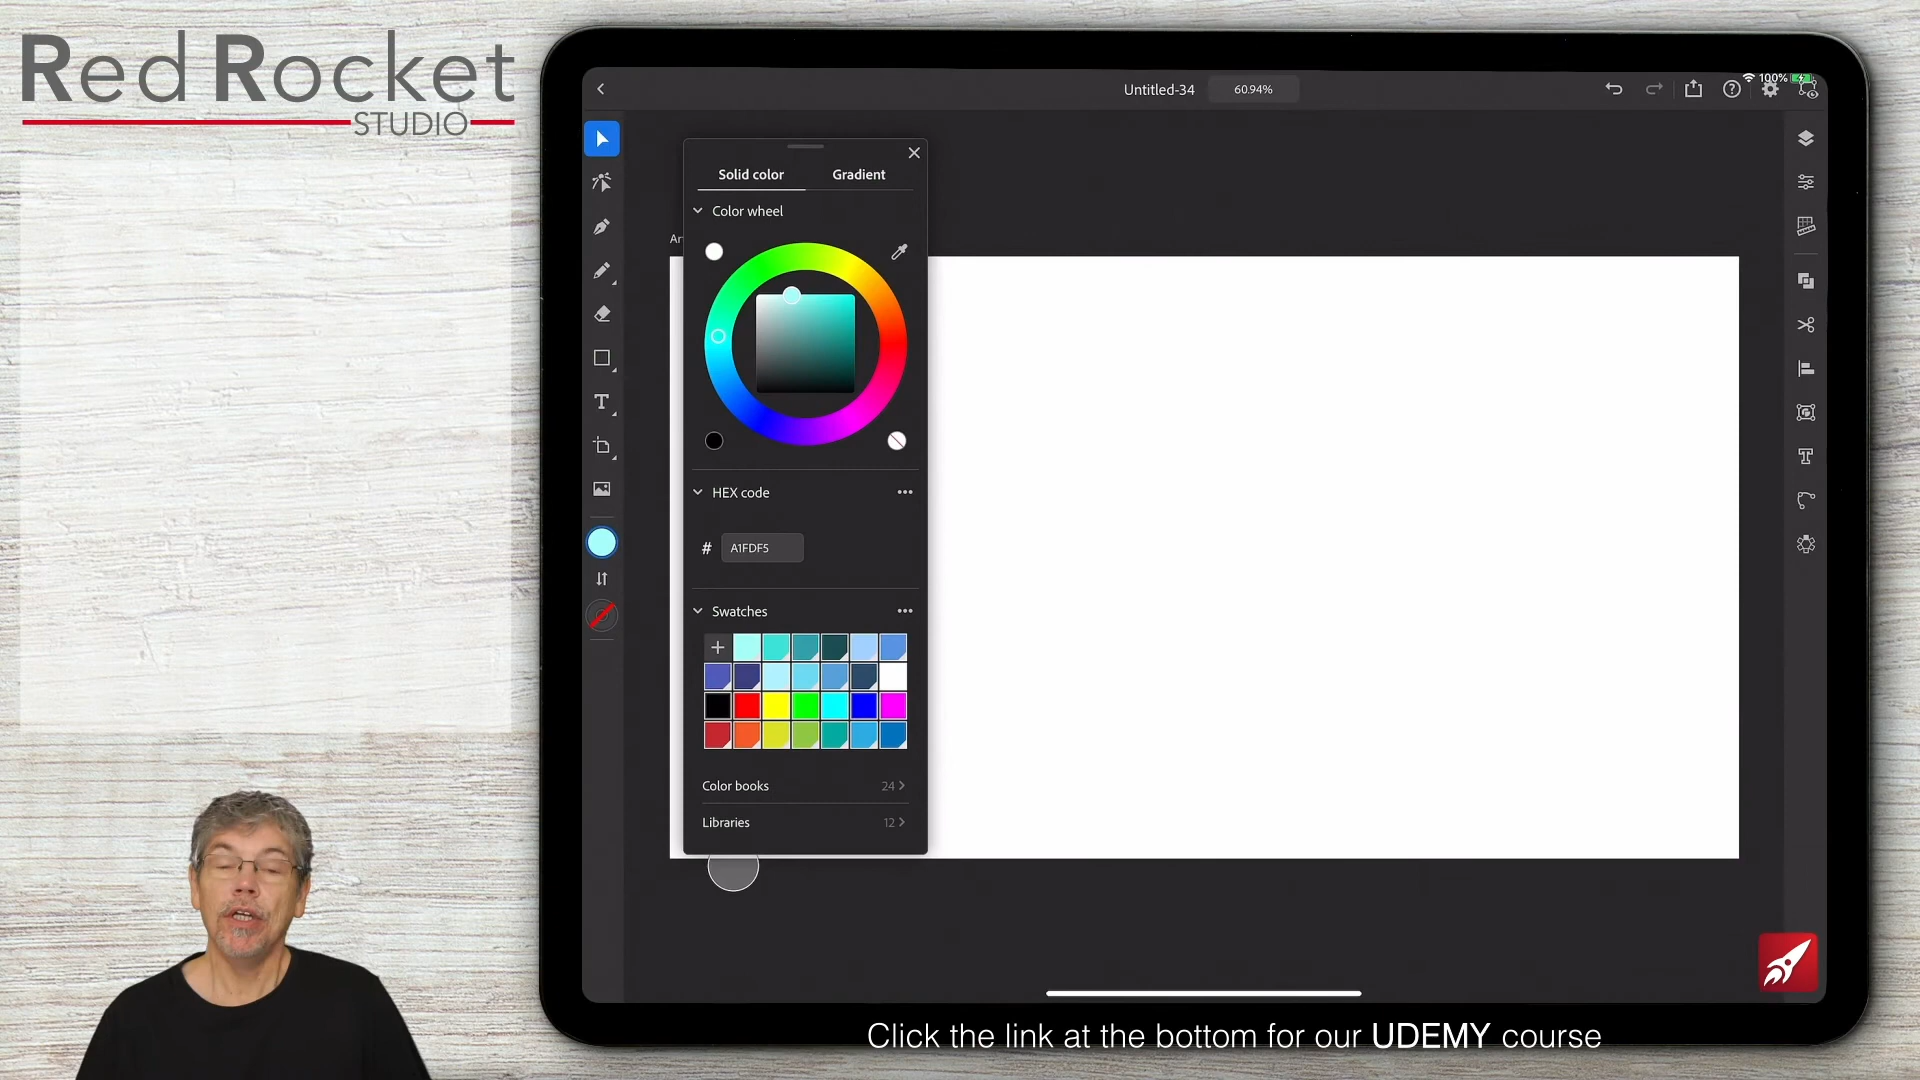 Red Rocket
STUDIO
Untitled-34
60.94%
100%
Solid color
Gradient
Color wheel
Ar
HEX code
# A1FDF5
Swatches
Color books
24
Libraries
12
Click the link at the bottom for our UDEMY course